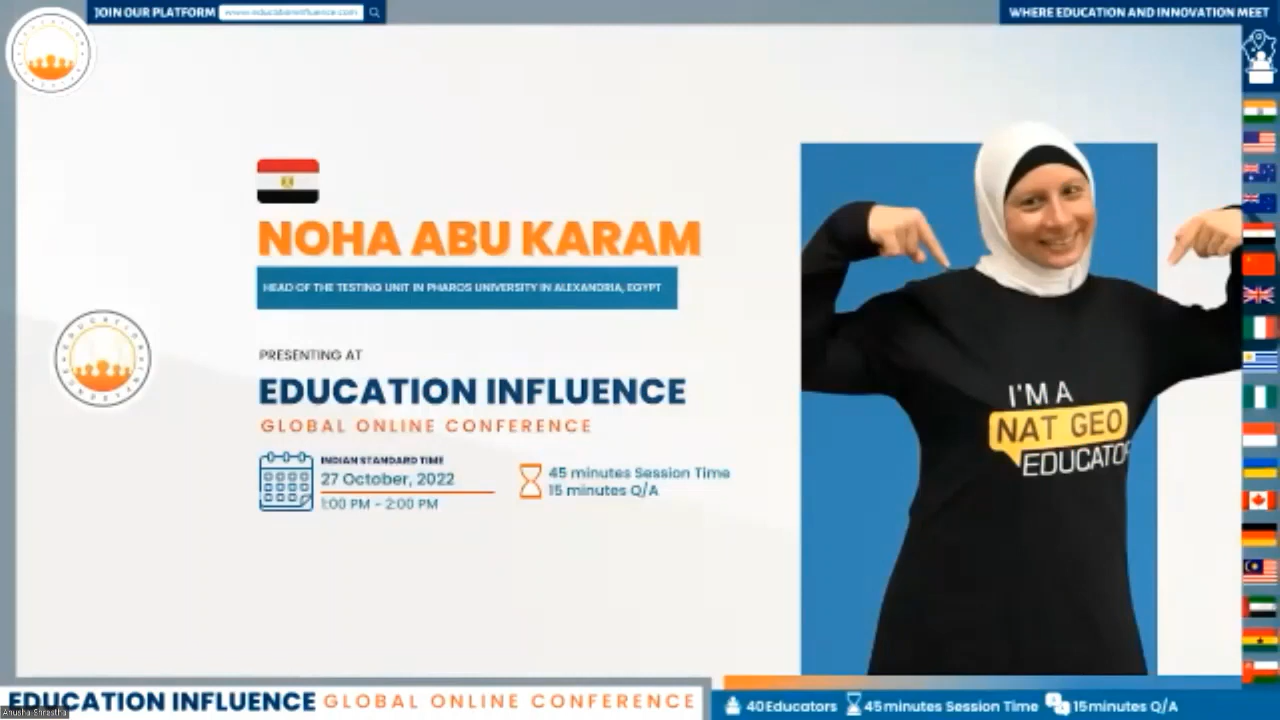 JOIN OUR PLATFORM www.educationinfluence.com
WHERE EDUCATION AND INNOVATION MEET
NOHA ABU KARAM
HEAD OF THE TESTING UNIT IN PHAROS UNIVERSITY IN ALEXANDRIA, EGYPT
PRESENTING AT
EDUCATION INFLUENCE
GLOBAL ONLINE CONFERENCE
INDIAN STANDARD TIME
27 October, 2022
1:00 PM - 2:00 PM
45 minutes Session Time
15 minutes Q/A
I'M A
NAT GEO
EDUCATOR
EDUCATION INFLUENCE GLOBAL ONLINE CONFERENCE
40 Educators 45 minutes Session Time 15 minutes Q/A
Anusha Shrestha